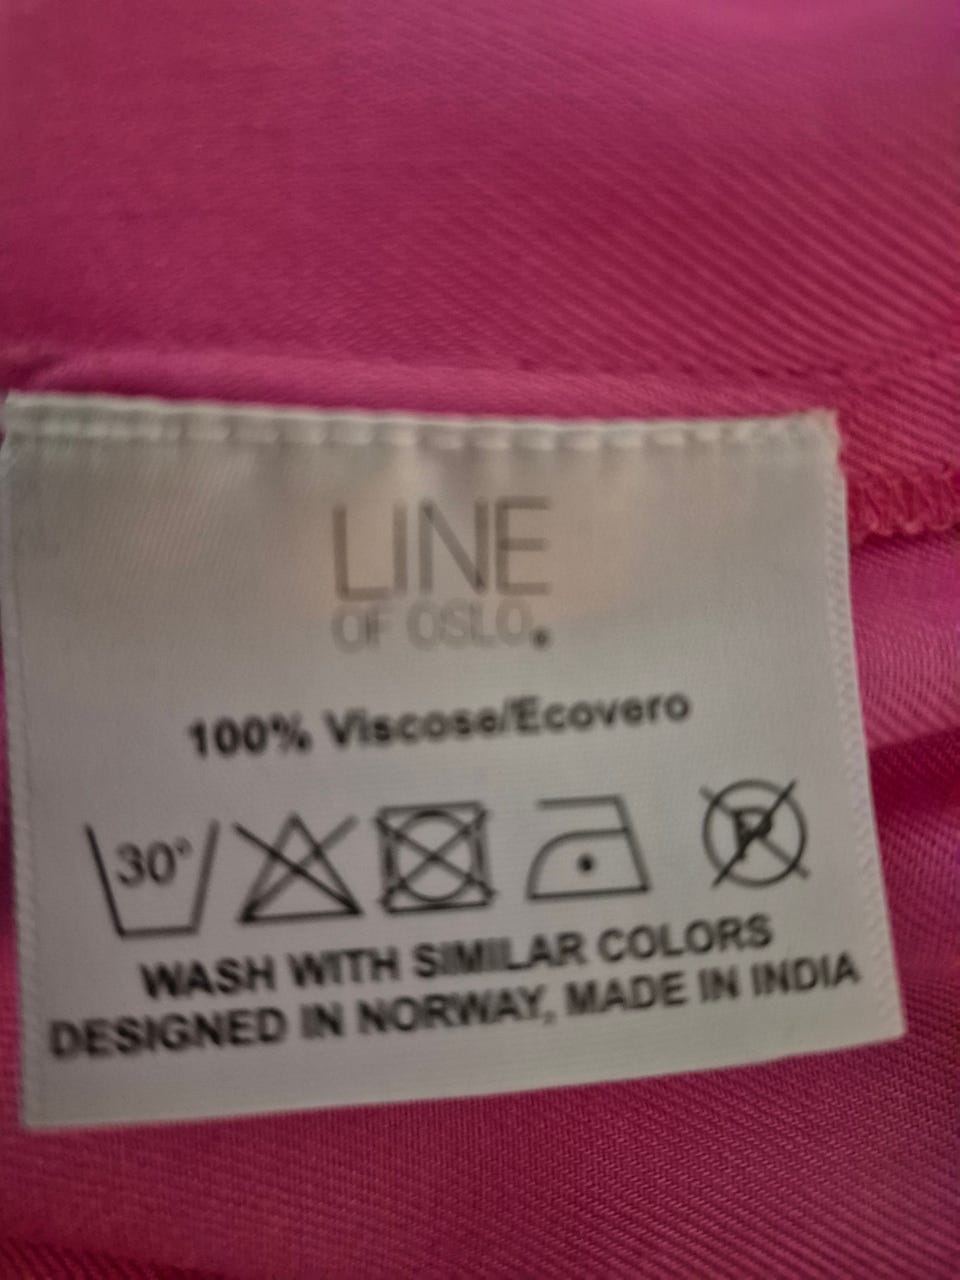 LINE
OF OSLO.
100% Viscose/Ecovero
30° P
WASH WITH SIMILAR COLORS
DESIGNED IN NORWAY, MADE IN INDIA